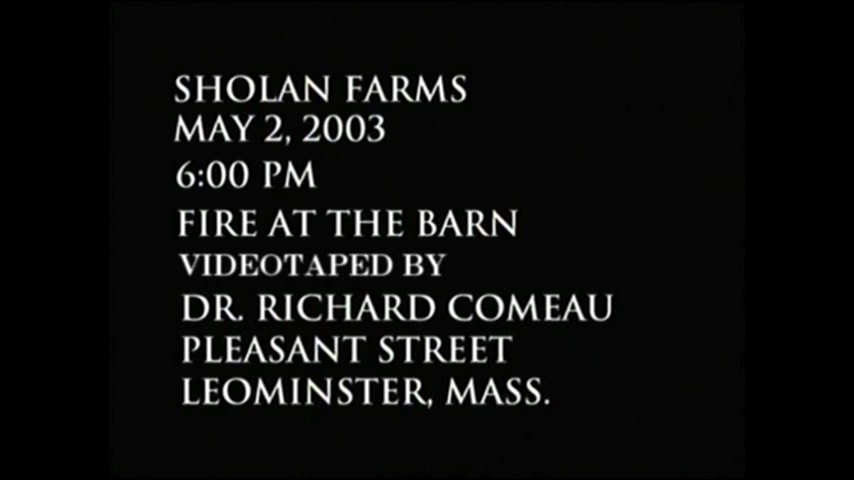 SHOLAN FARMS
MAY 2, 2003
6:00 PM
FIRE AT THE BARN
VIDEOTAPED BY
DR. RICHARD COMEAU
PLEASANT STREET
LEOMINSTER, MASS.